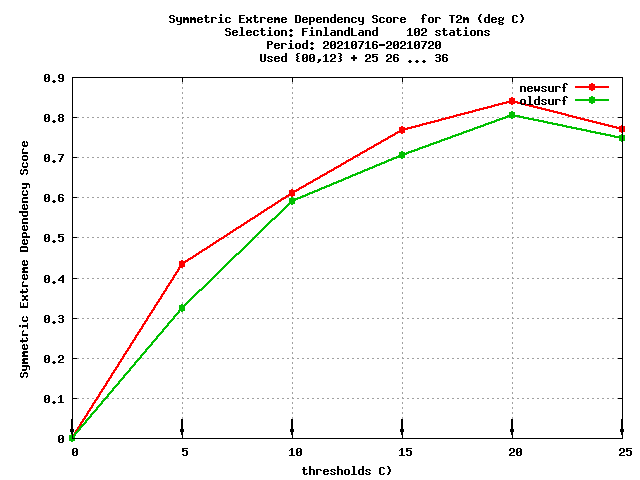 Symmetric Extreme Dependency Score  for T2m (deg C)
Selection: FinlandLand    102 stations
Period: 20210716-20210720
Used {00,12} + 25 26 ... 36
newsurf
oldsurf
Symmetric Extreme Dependency Score
0.9
0.8
0.7
0.6
0.5
0.4
0.3
0.2
0.1
0
0 5 10 15 20 25
thresholds C)